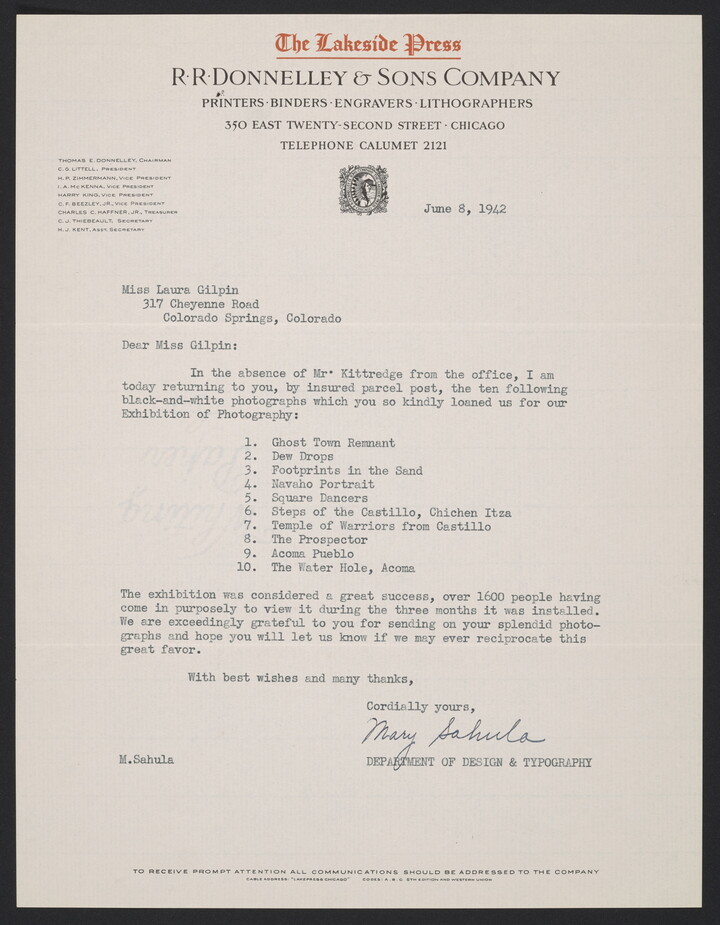 The Lakeside Press
R·R·DONNELLEY & SONS COMPANY
PRINTERS·BINDERS·ENGRAVERS·LITHOGRAPHERS
350 EAST TWENTY-SECOND STREET · CHICAGO
TELEPHONE CALUMET 2121
THOMAS E. DONNELLEY, CHAIRMAN
C. G. LITTELL, PRESIDENT
H. P. ZIMMERMANN, VICE PRESIDENT
I. A. McKENNA, VICE PRESIDENT
HARRY KING, VICE PRESIDENT
C. F. BEEZLEY, JR., VICE PRESIDENT
CHARLES C. HAFFNER, JR., TREASURER
C. J. THIEBEAULT, SECRETARY
H. J. KENT, ASST. SECRETARY
June 8, 1942
Miss Laura Gilpin
317 Cheyenne Road
Colorado Springs, Colorado
Dear Miss Gilpin:
In the absence of Mr. Kittredge from the office, I am
today returning to you, by insured parcel post, the ten following
black-and-white photographs which you so kindly loaned us for our
Exhibition of Photography:
1. Ghost Town Remnant
2. Dew Drops
3. Footprints in the Sand
4. Navaho Portrait
5. Square Dancers
6. Steps of the Castillo, Chichen Itza
7. Temple of Warriors from Castillo
8. The Prospector
9. Acoma Pueblo
10. The Water Hole, Acoma
The exhibition was considered a great success, over 1600 people having
come in purposely to view it during the three months it was installed.
We are exceedingly grateful to you for sending on your splendid photo-
graphs and hope you will let us know if we may ever reciprocate this
great favor.
With best wishes and many thanks,
Cordially yours,
Mary Sahula
M.Sahula
DEPARTMENT OF DESIGN & TYPOGRAPHY
TO RECEIVE PROMPT ATTENTION ALL COMMUNICATIONS SHOULD BE ADDRESSED TO THE COMPANY
CABLE ADDRESS: "LAKEPRESS CHICAGO" CODES: A. B. C. 5TH EDITION AND WESTERN UNION